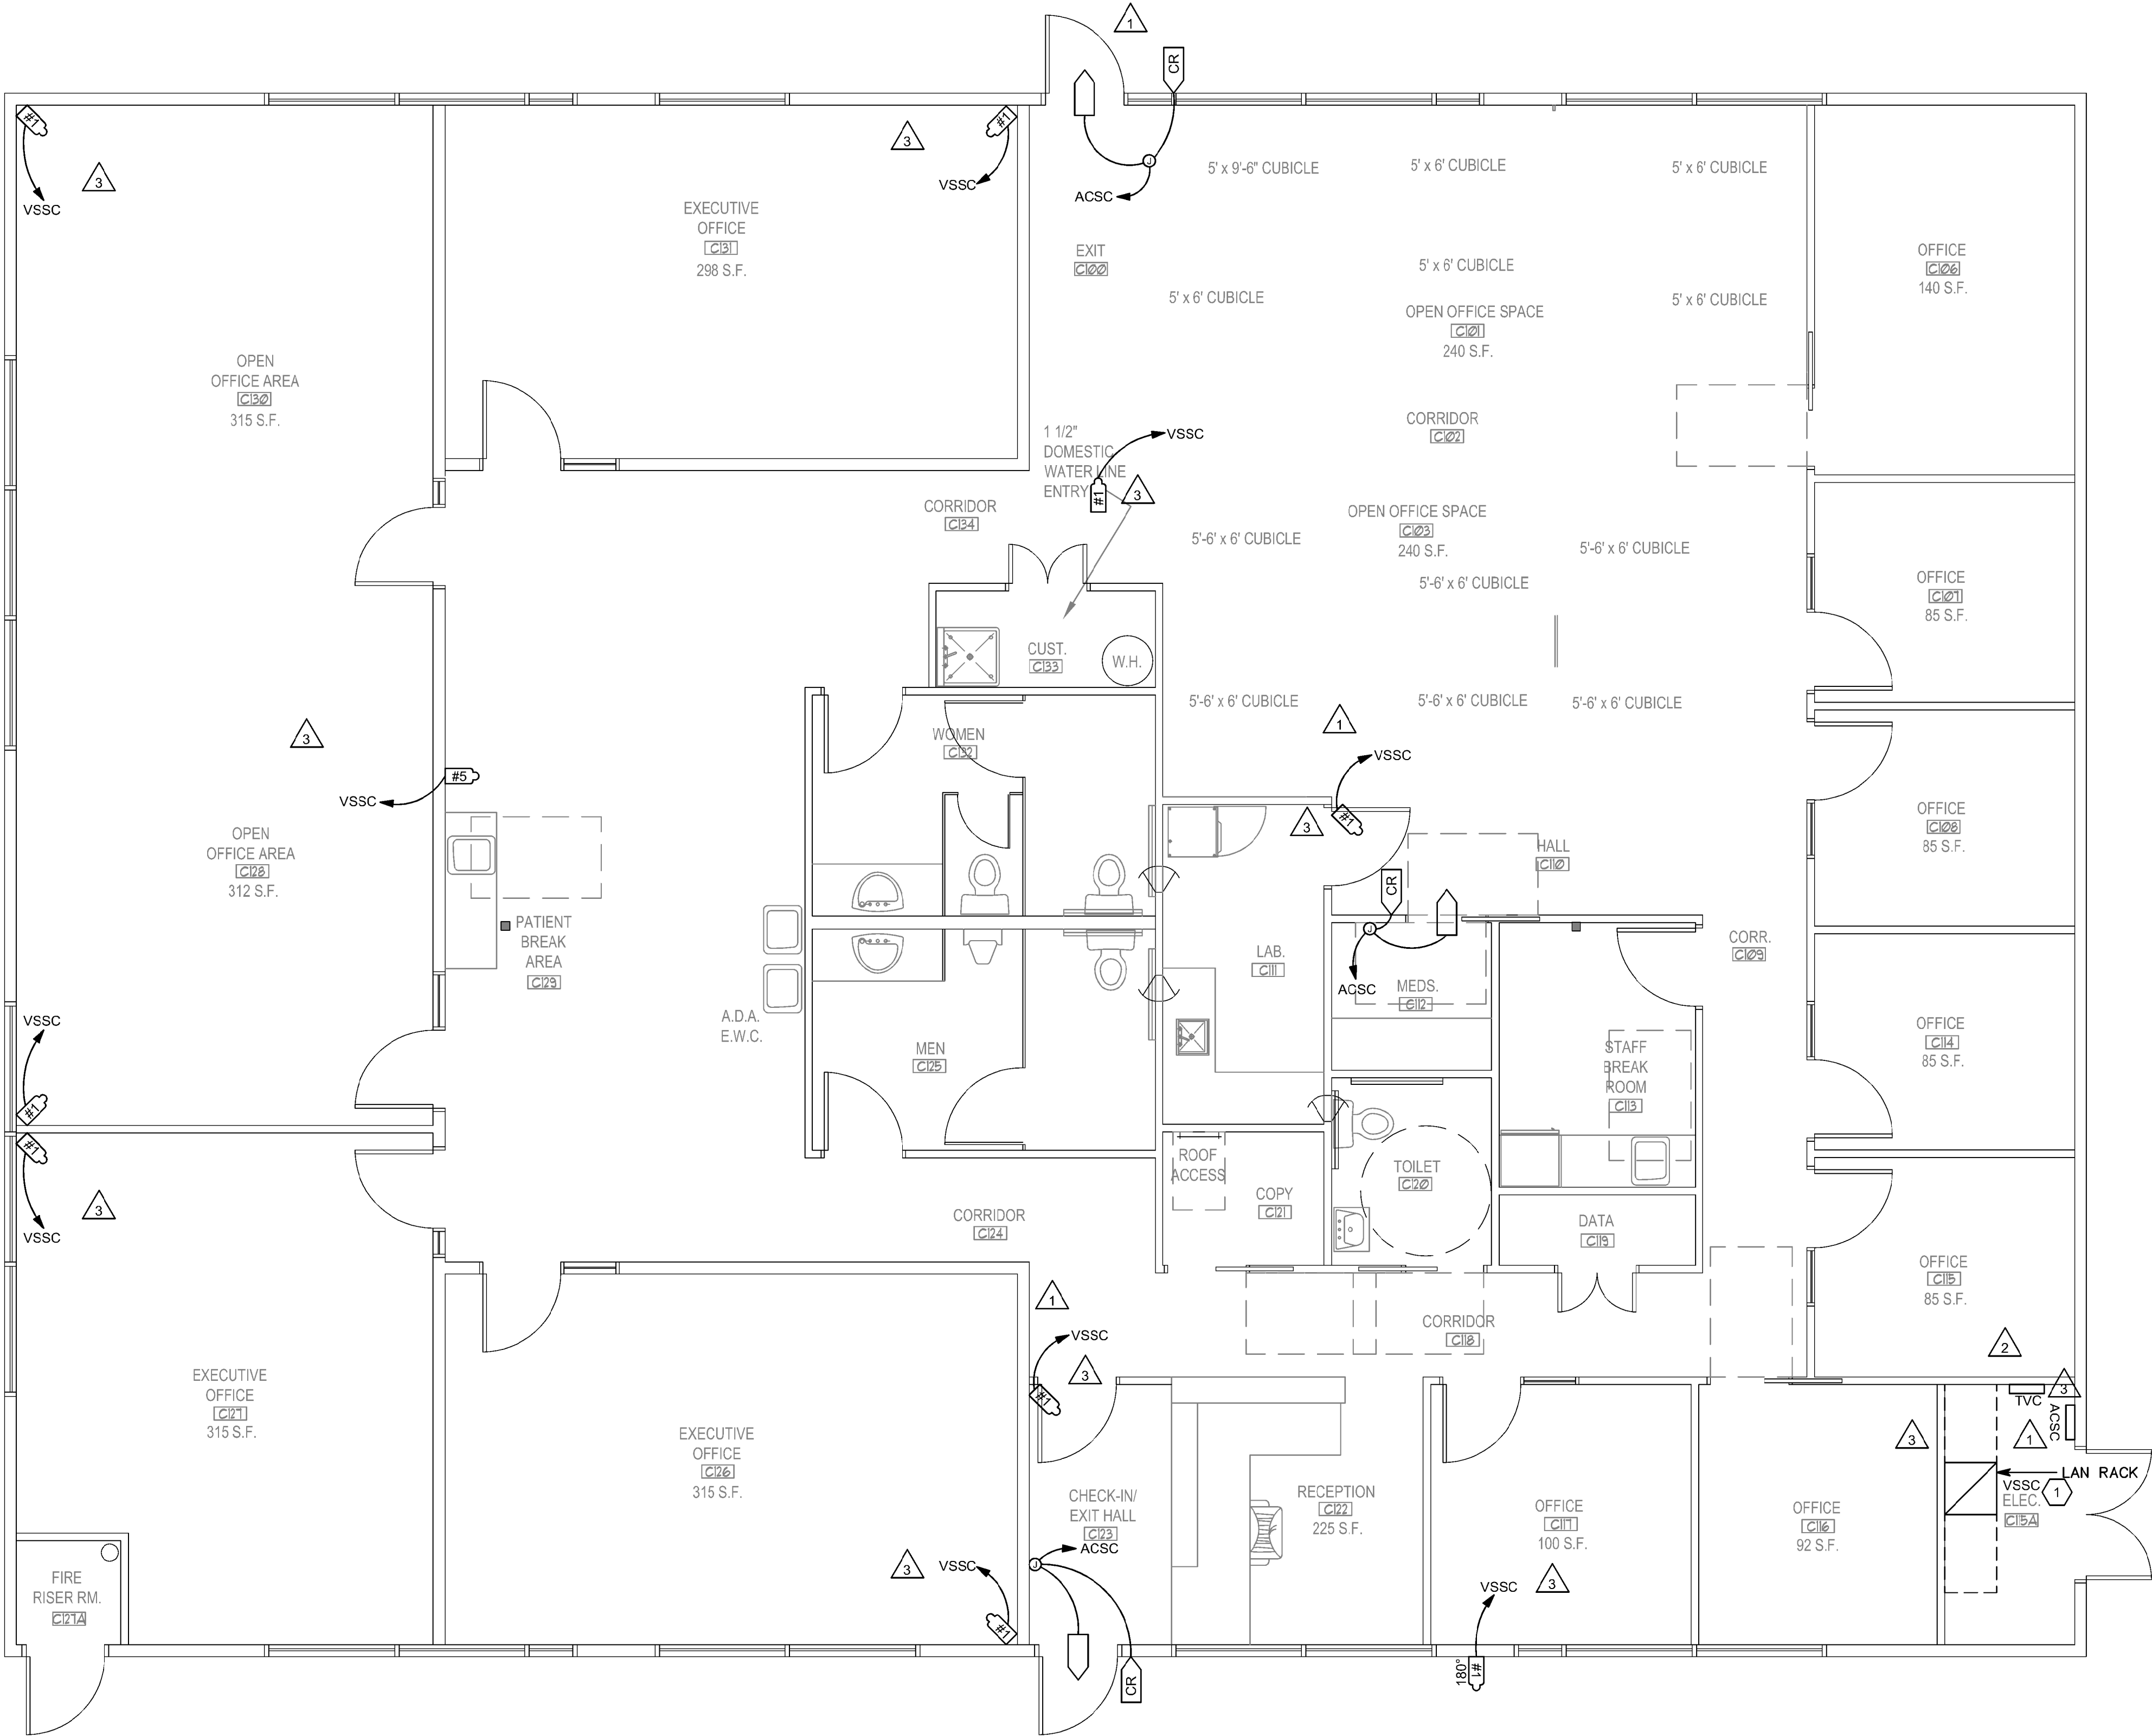 1
CR
#1
3
VSSC
3
#1
VSSC
J
ACSC
5' x 9'-6" CUBICLE
5' x 6' CUBICLE
5' x 6' CUBICLE
EXECUTIVE
OFFICE
C131
298 S.F.
EXIT
C100
5' x 6' CUBICLE
5' x 6' CUBICLE
5' x 6' CUBICLE
OPEN OFFICE SPACE
C101
240 S.F.
OFFICE
C106
140 S.F.
OPEN
OFFICE AREA
C130
315 S.F.
CORRIDOR
C102
1 1/2"
DOMESTIC
WATER LINE
ENTRY
VSSC
#1
3
CORRIDOR
C134
OPEN OFFICE SPACE
C103
240 S.F.
5'-6' x 6' CUBICLE
5'-6' x 6' CUBICLE
5'-6' x 6' CUBICLE
OFFICE
C107
85 S.F.
CUST.
C133
W.H.
5'-6' x 6' CUBICLE
5'-6' x 6' CUBICLE
5'-6' x 6' CUBICLE
3
WOMEN
C132
1
VSSC
#5
VSSC
3
#1
OPEN
OFFICE AREA
C128
312 S.F.
HALL
C110
OFFICE
C108
85 S.F.
CR
J
PATIENT
BREAK
AREA
C129
LAB.
C111
ACSC
MEDS.
C112
CORR.
C109
A.D.A.
E.W.C.
VSSC
#1
MEN
C125
STAFF
BREAK
ROOM
C113
OFFICE
C114
85 S.F.
#1
3
VSSC
ROOF
ACCESS
COPY
C121
TOILET
C120
DATA
C119
CORRIDOR
C124
OFFICE
C115
85 S.F.
1
VSSC
3
#1
CORRIDOR
C118
2
3
TVC
ACSC
1
3
EXECUTIVE
OFFICE
C127
315 S.F.
EXECUTIVE
OFFICE
C126
315 S.F.
LAN RACK
VSSC
1
ELEC.
C115A
CHECK-IN/
EXIT HALL
C123
ACSC
J
RECEPTION
C122
225 S.F.
OFFICE
C117
100 S.F.
OFFICE
C116
92 S.F.
3
VSSC
#1
VSSC
3
FIRE
RISER RM.
C127A
CR
180°
#1